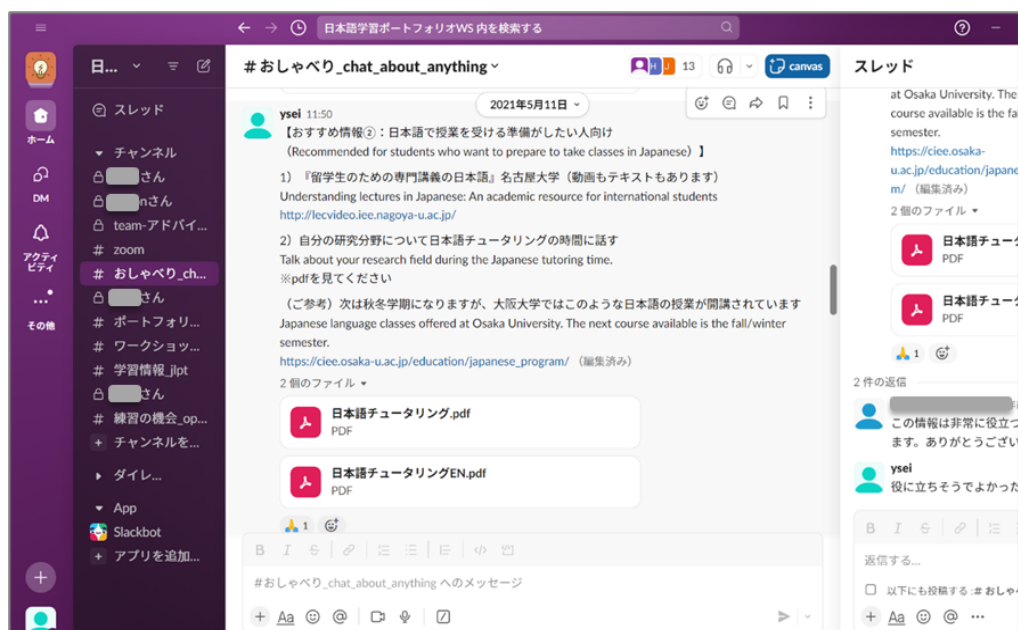 日本語学習ポートフォリオWS 内を検索する
ホーム
DM
アクティ
ビティ
その他
日...
スレッド
チャンネル
さん
nさん
team-アドバイ...
# zoom
# おしゃべり_ch...
さん
# ポートフォリ...
# ワークショッ...
# 学習情報_jlpt
さん
# 練習の機会_op...
+ チャンネルを...
ダイレ...
App
Slackbot
+ アプリを追加...
# おしゃべり_chat_about_anything
H J 13
canvas
2021年5月11日
ysei 11:50
【おすすめ情報②：日本語で授業を受ける準備がしたい人向け
（Recommended for students who want to prepare to take classes in Japanese）】
1）『留学生のための専門講義の日本語』名古屋大学（動画もテキストもあります）
Understanding lectures in Japanese: An academic resource for international students
http://lecvideo.iee.nagoya-u.ac.jp/
2）自分の研究分野について日本語チュータリングの時間に話す
Talk about your research field during the Japanese tutoring time.
※pdfを見てください
（ご参考）次は秋冬学期になりますが、大阪大学ではこのような日本語の授業が開講されています
Japanese language classes offered at Osaka University. The next course available is the fall/winter
semester.
https://ciee.osaka-u.ac.jp/education/japanese_program/ （編集済み）
2 個のファイル
日本語チュータリング.pdf
PDF
日本語チュータリングEN.pdf
PDF
1
B I S
#おしゃべり_chat_about_anything へのメッセージ
+ Aa @
スレッド
at Osaka University. The
course available is the fa
semester.
https://ciee.osaka-
u.ac.jp/education/japane
m/ （編集済み）
2 個のファイル
日本語チュータ
PDF
日本語チュータ
PDF
1
2 件の返信
この情報は非常に役立つ
ます。ありがとうござい
ysei
役に立ちそうでよかった
B I S
返信する...
以下にも投稿する :# おしゃべ
+ Aa @ ...